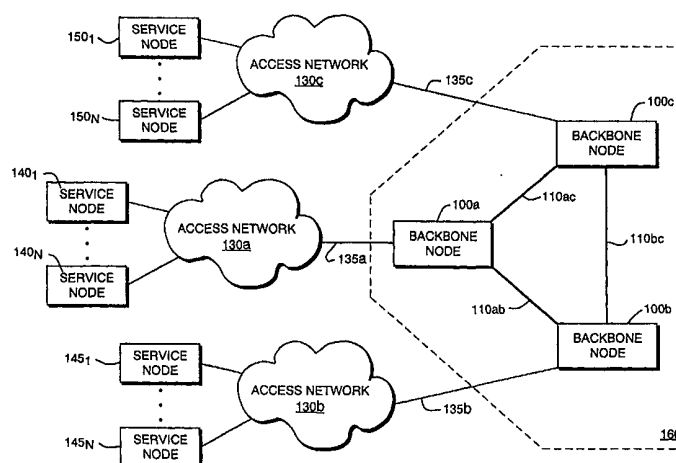 150₁
SERVICE
NODE
ACCESS NETWORK
130c
135c
100c
150N
SERVICE
NODE
BACKBONE
NODE
140₁
SERVICE
NODE
ACCESS NETWORK
130a
100a
110ac
BACKBONE
NODE
110bc
140N
SERVICE
NODE
135a
110ab
100b
145₁
SERVICE
NODE
ACCESS NETWORK
130b
BACKBONE
NODE
135b
145N
SERVICE
NODE